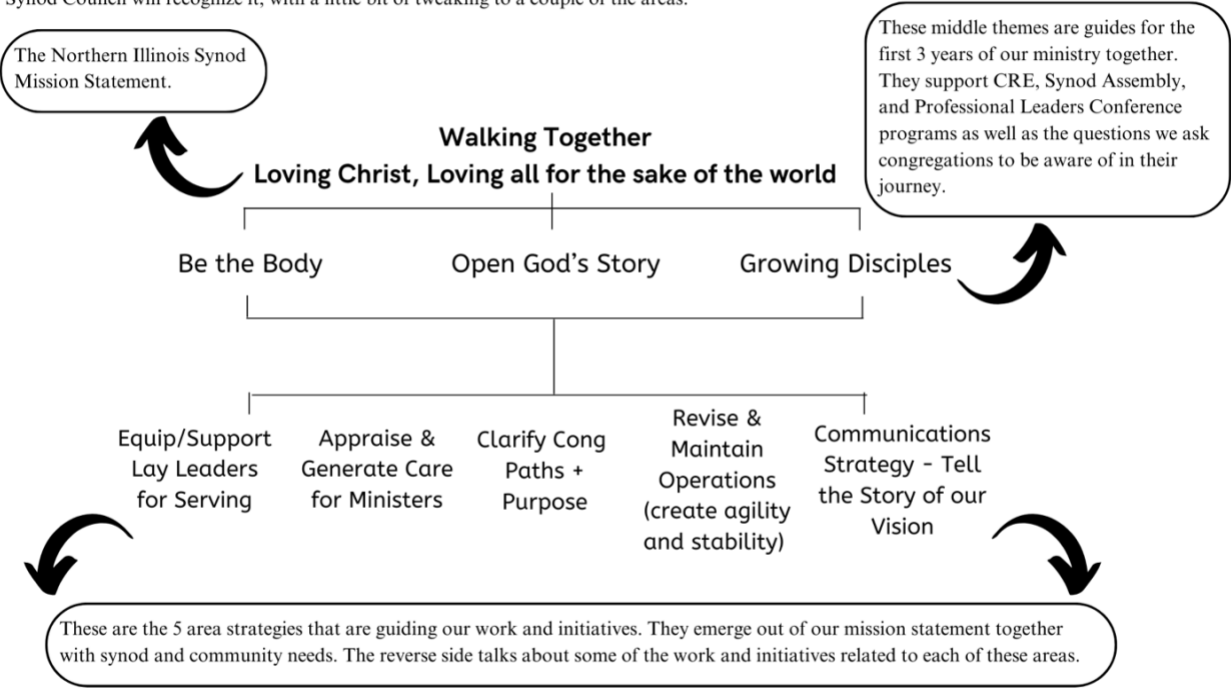 Synod Council will recognize it, with a little bit of tweaking to a couple of the areas.
The Northern Illinois Synod
Mission Statement.
These middle themes are guides for the
first 3 years of our ministry together.
They support CRE, Synod Assembly,
and Professional Leaders Conference
programs as well as the questions we ask
congregations to be aware of in their
journey.
Walking Together
Loving Christ, Loving all for the sake of the world
Be the Body
Open God's Story
Growing Disciples
Equip/Support
Lay Leaders
for Serving
Appraise &
Generate Care
for Ministers
Clarify Cong
Paths +
Purpose
Revise &
Maintain
Operations
(create agility
and stability)
Communications
Strategy - Tell
the Story of our
Vision
These are the 5 area strategies that are guiding our work and initiatives. They emerge out of our mission statement together
with synod and community needs. The reverse side talks about some of the work and initiatives related to each of these areas.